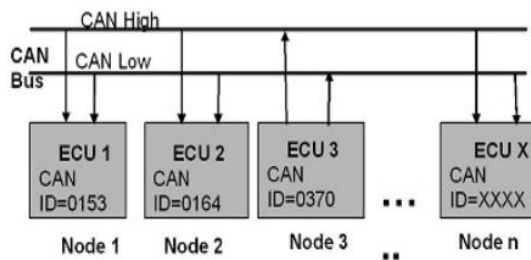 CAN High
CAN Low
CAN
Bus
ECU 1
CAN
ID=0153
ECU 2
CAN
ID=0164
ECU 3
CAN
ID=0370
...
ECU X
CAN
ID=XXXX
Node 1
Node 2
Node 3
..
Node n